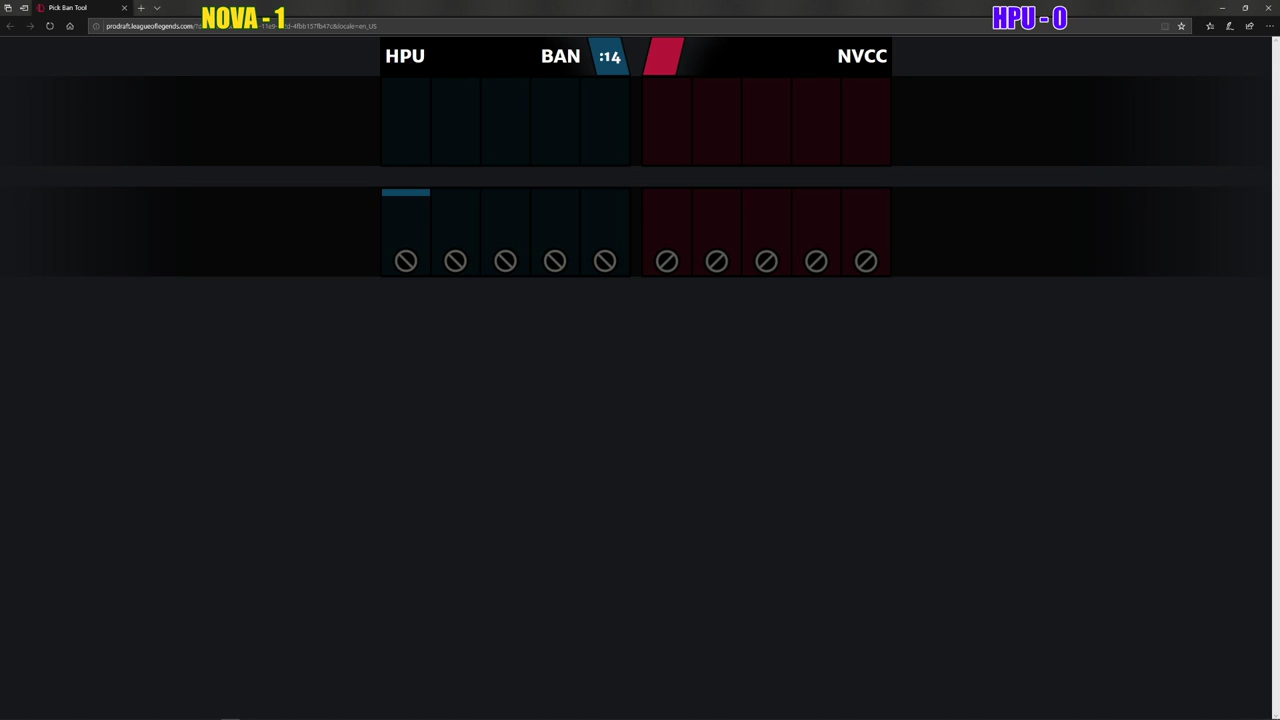 Pick Ban Tool
NOVA - 1
HPU - 0
prodraft.leagueoflegends.com/
HPU
BAN
:14
NVCC